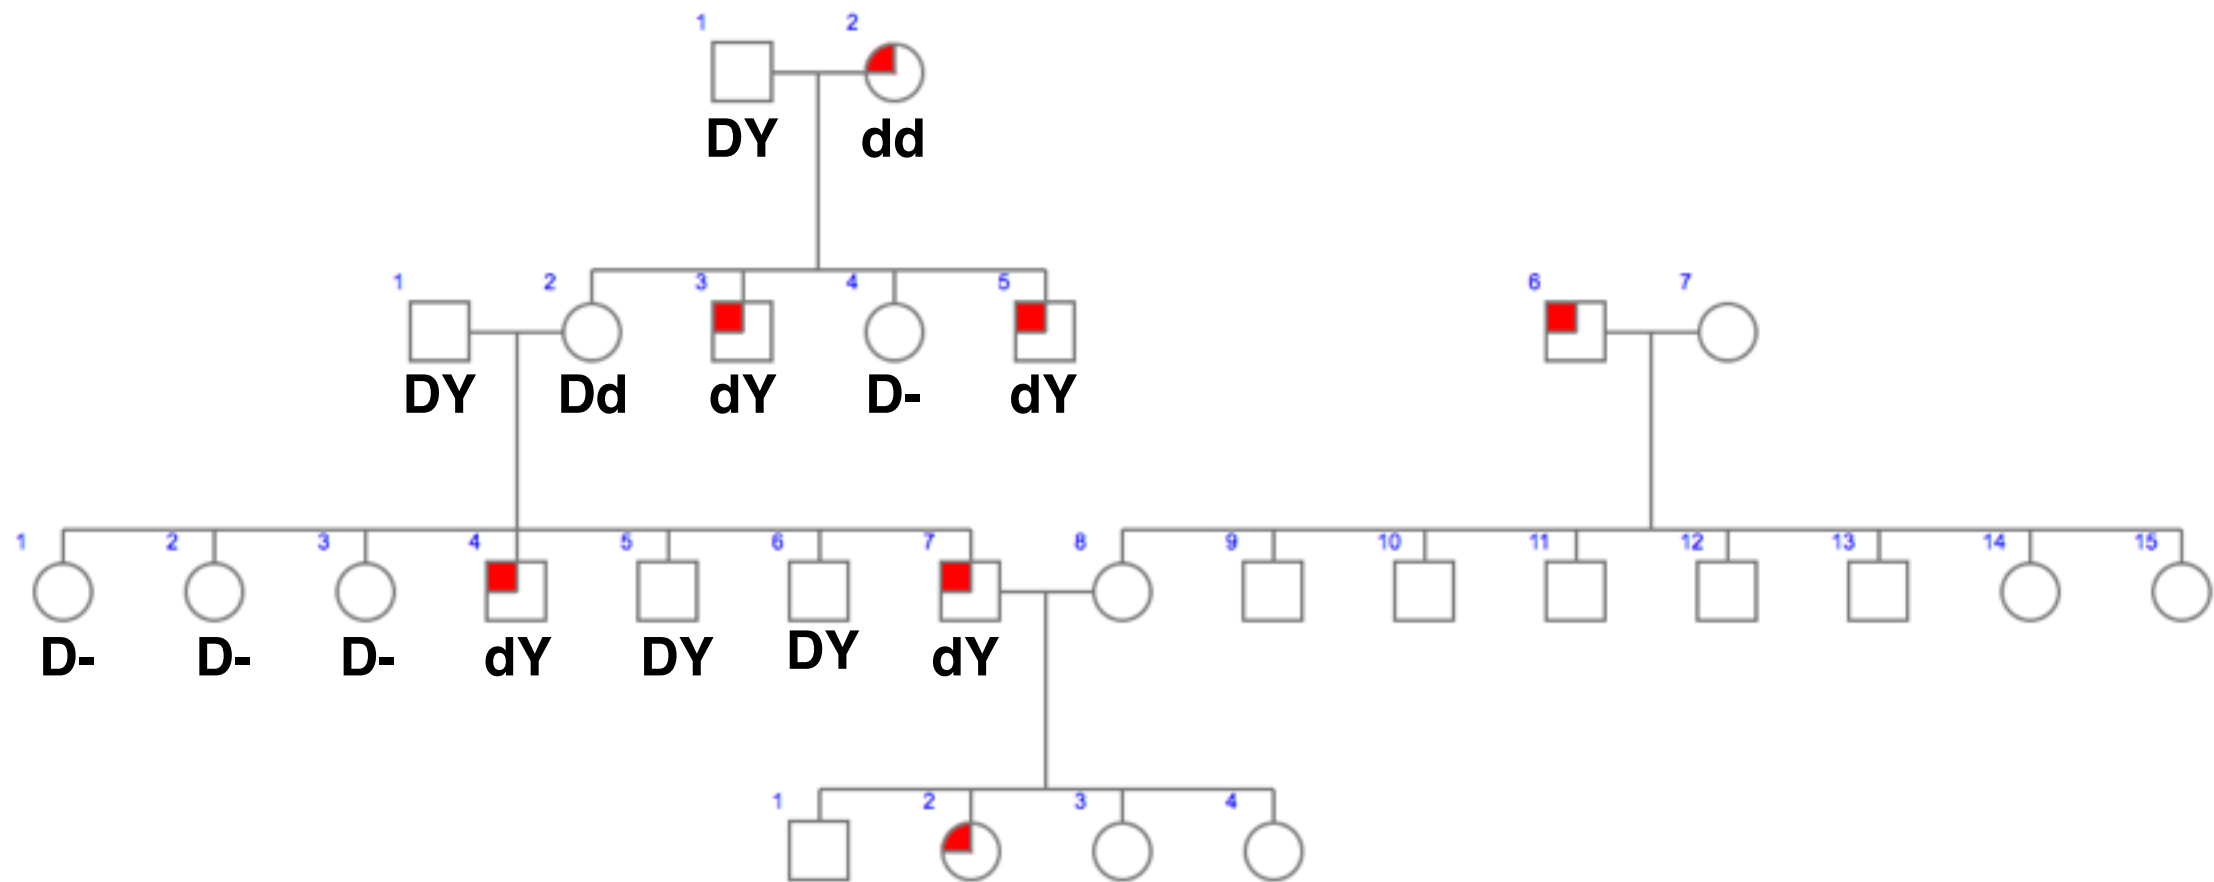 1 2
DY dd
1 2 3 4 5 6 7
DY Dd dY D- dY
1 2 3 4 5 6 7 8 9 10 11 12 13 14 15
D- D- D- dY DY DY dY
1 2 3 4